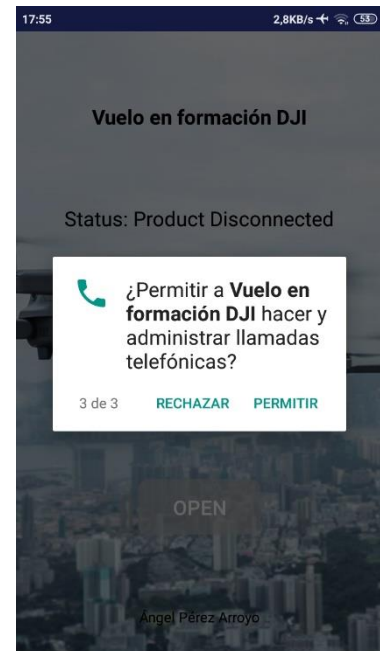 17:55 2,8KB/s 53
Vuelo en formación DJI
Status: Product Disconnected
¿Permitir a Vuelo en
formación DJI hacer y
administrar llamadas
telefónicas?
3 de 3 RECHAZAR PERMITIR
OPEN
Ángel Pérez Arroyo